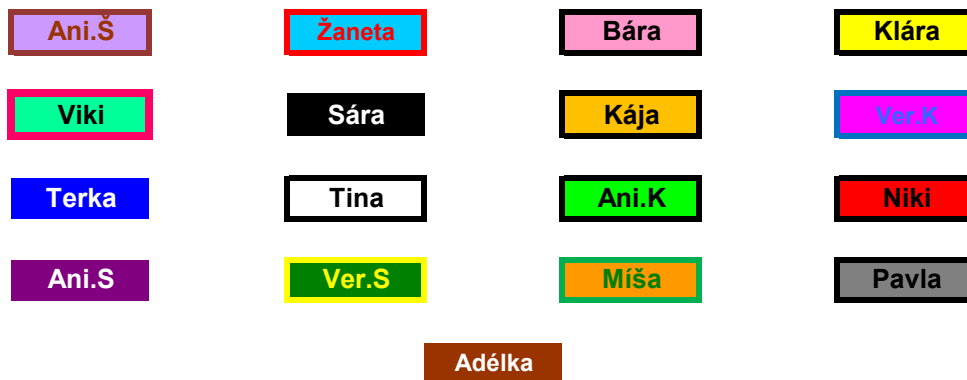 Ani.Š Žaneta Bára Klára
Viki Sára Kája Ver.K
Terka Tina Ani.K Niki
Ani.S Ver.S Míša Pavla
Adélka